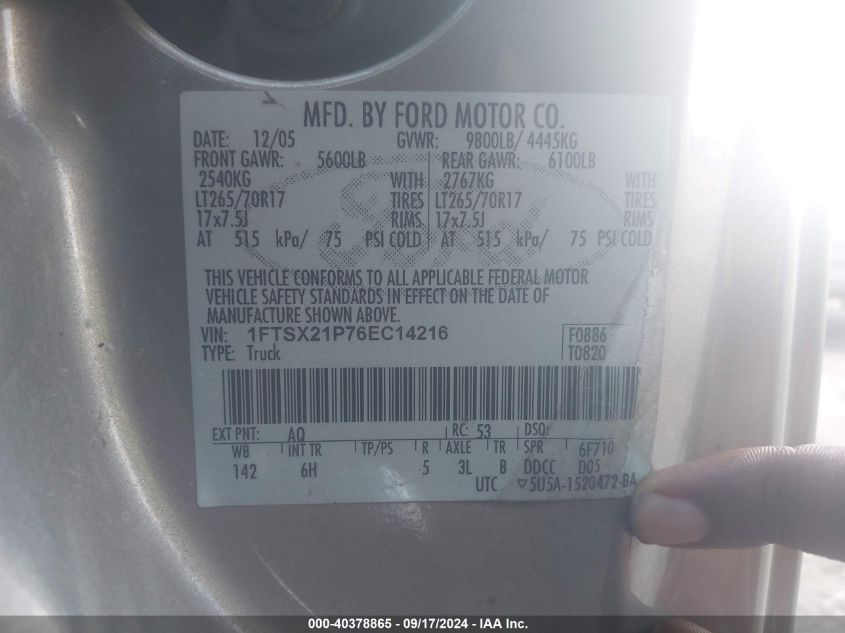 MFD. BY FORD MOTOR CO.
DATE: 12/05 GVWR: 9800LB/ 4445KG
FRONT GAWR: 5600LB REAR GAWR: 6100LB
2540KG WITH 2767KG WITH
LT265/70R17 TIRES LT265/70R17 TIRES
17x7.5J RIMS 17x7.5J RIMS
AT 515 kPa/ 75 PSI COLD AT 515 kPa/ 75 PSI COLD
Ford
THIS VEHICLE CONFORMS TO ALL APPLICABLE FEDERAL MOTOR
VEHICLE SAFETY STANDARDS IN EFFECT ON THE DATE OF
MANUFACTURE SHOWN ABOVE.
VIN: 1FTSX21P76EC14216 F0886
TYPE: Truck T0820
EXT PNT: AQ RC: 53 DSO:
WB INT TR TP/PS R AXLE TR SPR 6F710
142 6H 5 3L B DDCC D05
UTC ▽5U5A-1520472-BA
000-40378865 - 09/17/2024 - IAA Inc.